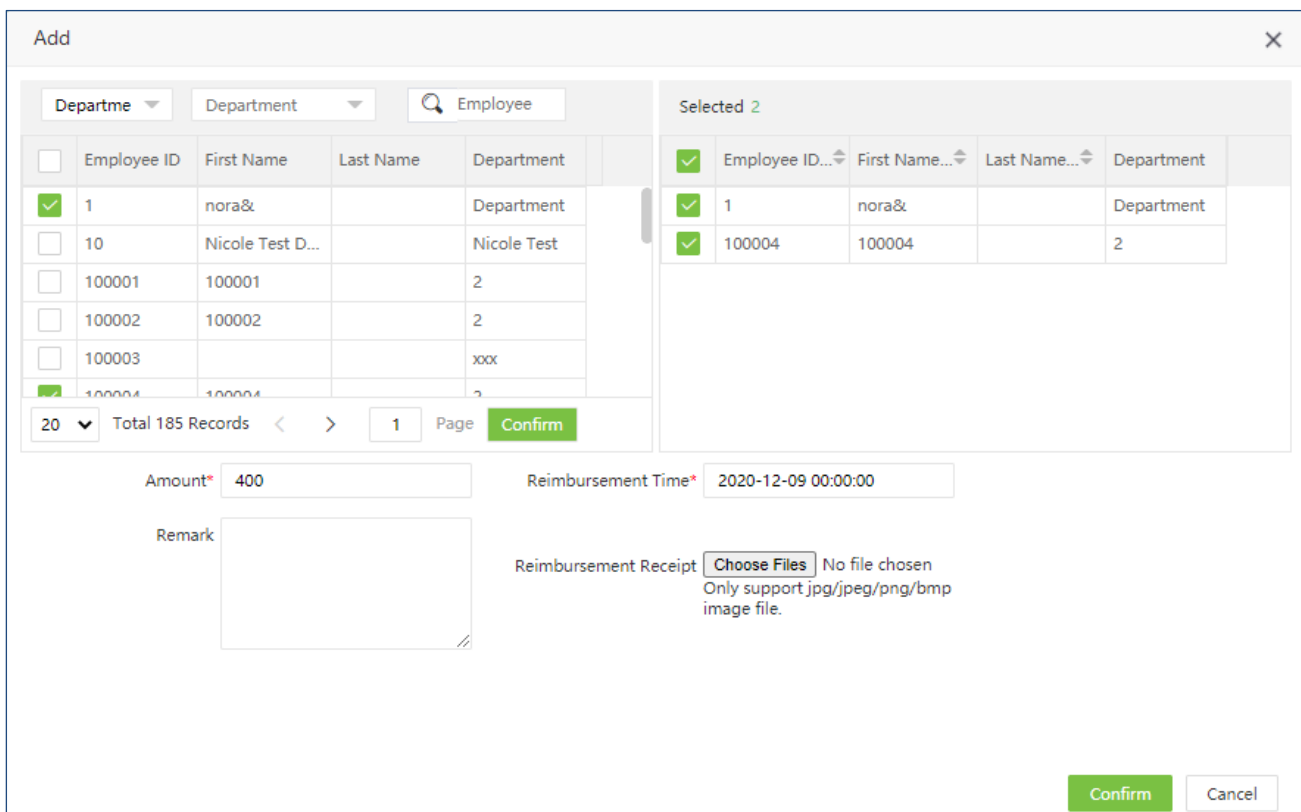 Add
Departme Department Employee
Selected 2
Employee ID First Name Last Name Department
Employee ID... First Name... Last Name... Department
1 nora& Department
10 Nicole Test D... Nicole Test
100001 100001 2
100002 100002 2
100003 xxx
100004 100004 2
1 nora& Department
100004 100004 2
20 Total 185 Records < > 1 Page Confirm
Amount* 400 Reimbursement Time* 2020-12-09 00:00:00
Remark
Reimbursement Receipt Choose Files No file chosen
Only support jpg/jpeg/png/bmp
image file.
Confirm Cancel